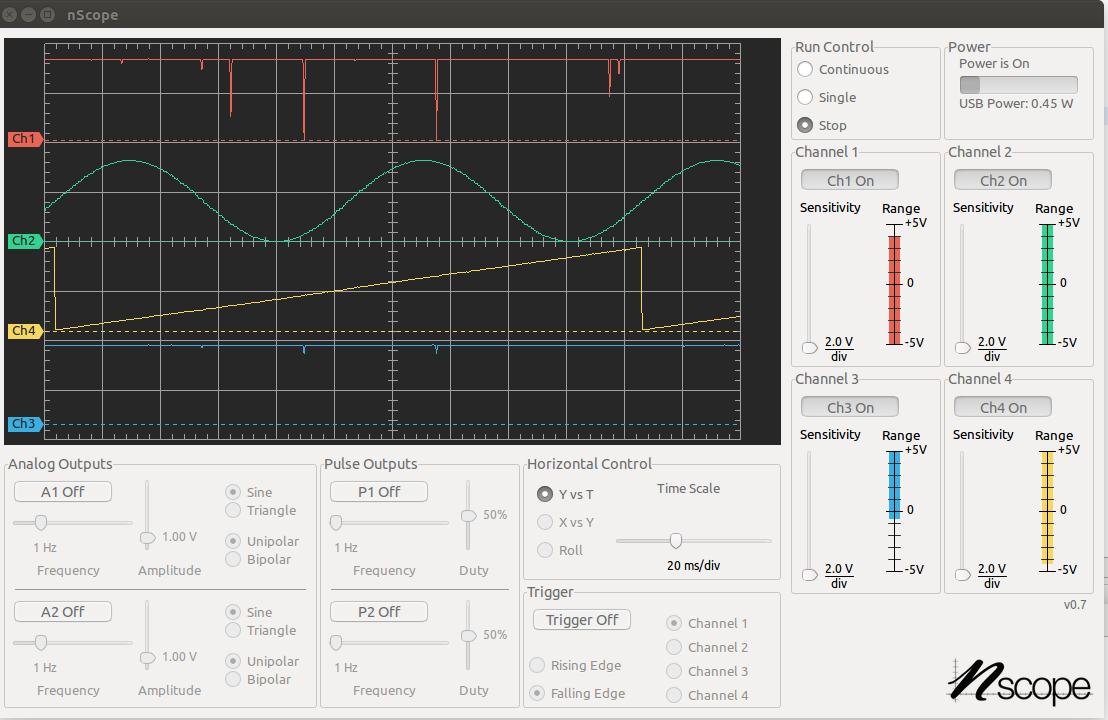 nScope
Ch1
Ch2
Ch4
Ch3
Run Control
Continuous
Single
Stop
Power
Power is On
USB Power: 0.45 W
Channel 1
Ch1 On
Sensitivity
Range
+5V
0
-5V
2.0 V
div
Channel 2
Ch2 On
Sensitivity
Range
+5V
0
-5V
2.0 V
div
Channel 3
Ch3 On
Sensitivity
Range
+5V
0
-5V
2.0 V
div
Channel 4
Ch4 On
Sensitivity
Range
+5V
0
-5V
2.0 V
div
Analog Outputs
A1 Off
1 Hz
Frequency
1.00 V
Amplitude
Sine
Triangle
Unipolar
Bipolar
A2 Off
1 Hz
Frequency
1.00 V
Amplitude
Sine
Triangle
Unipolar
Bipolar
Pulse Outputs
P1 Off
1 Hz
Frequency
50%
Duty
P2 Off
1 Hz
Frequency
50%
Duty
Horizontal Control
Y vs T
X vs Y
Roll
Time Scale
20 ms/div
Trigger
Trigger Off
Rising Edge
Falling Edge
Channel 1
Channel 2
Channel 3
Channel 4
v0.7
nscope